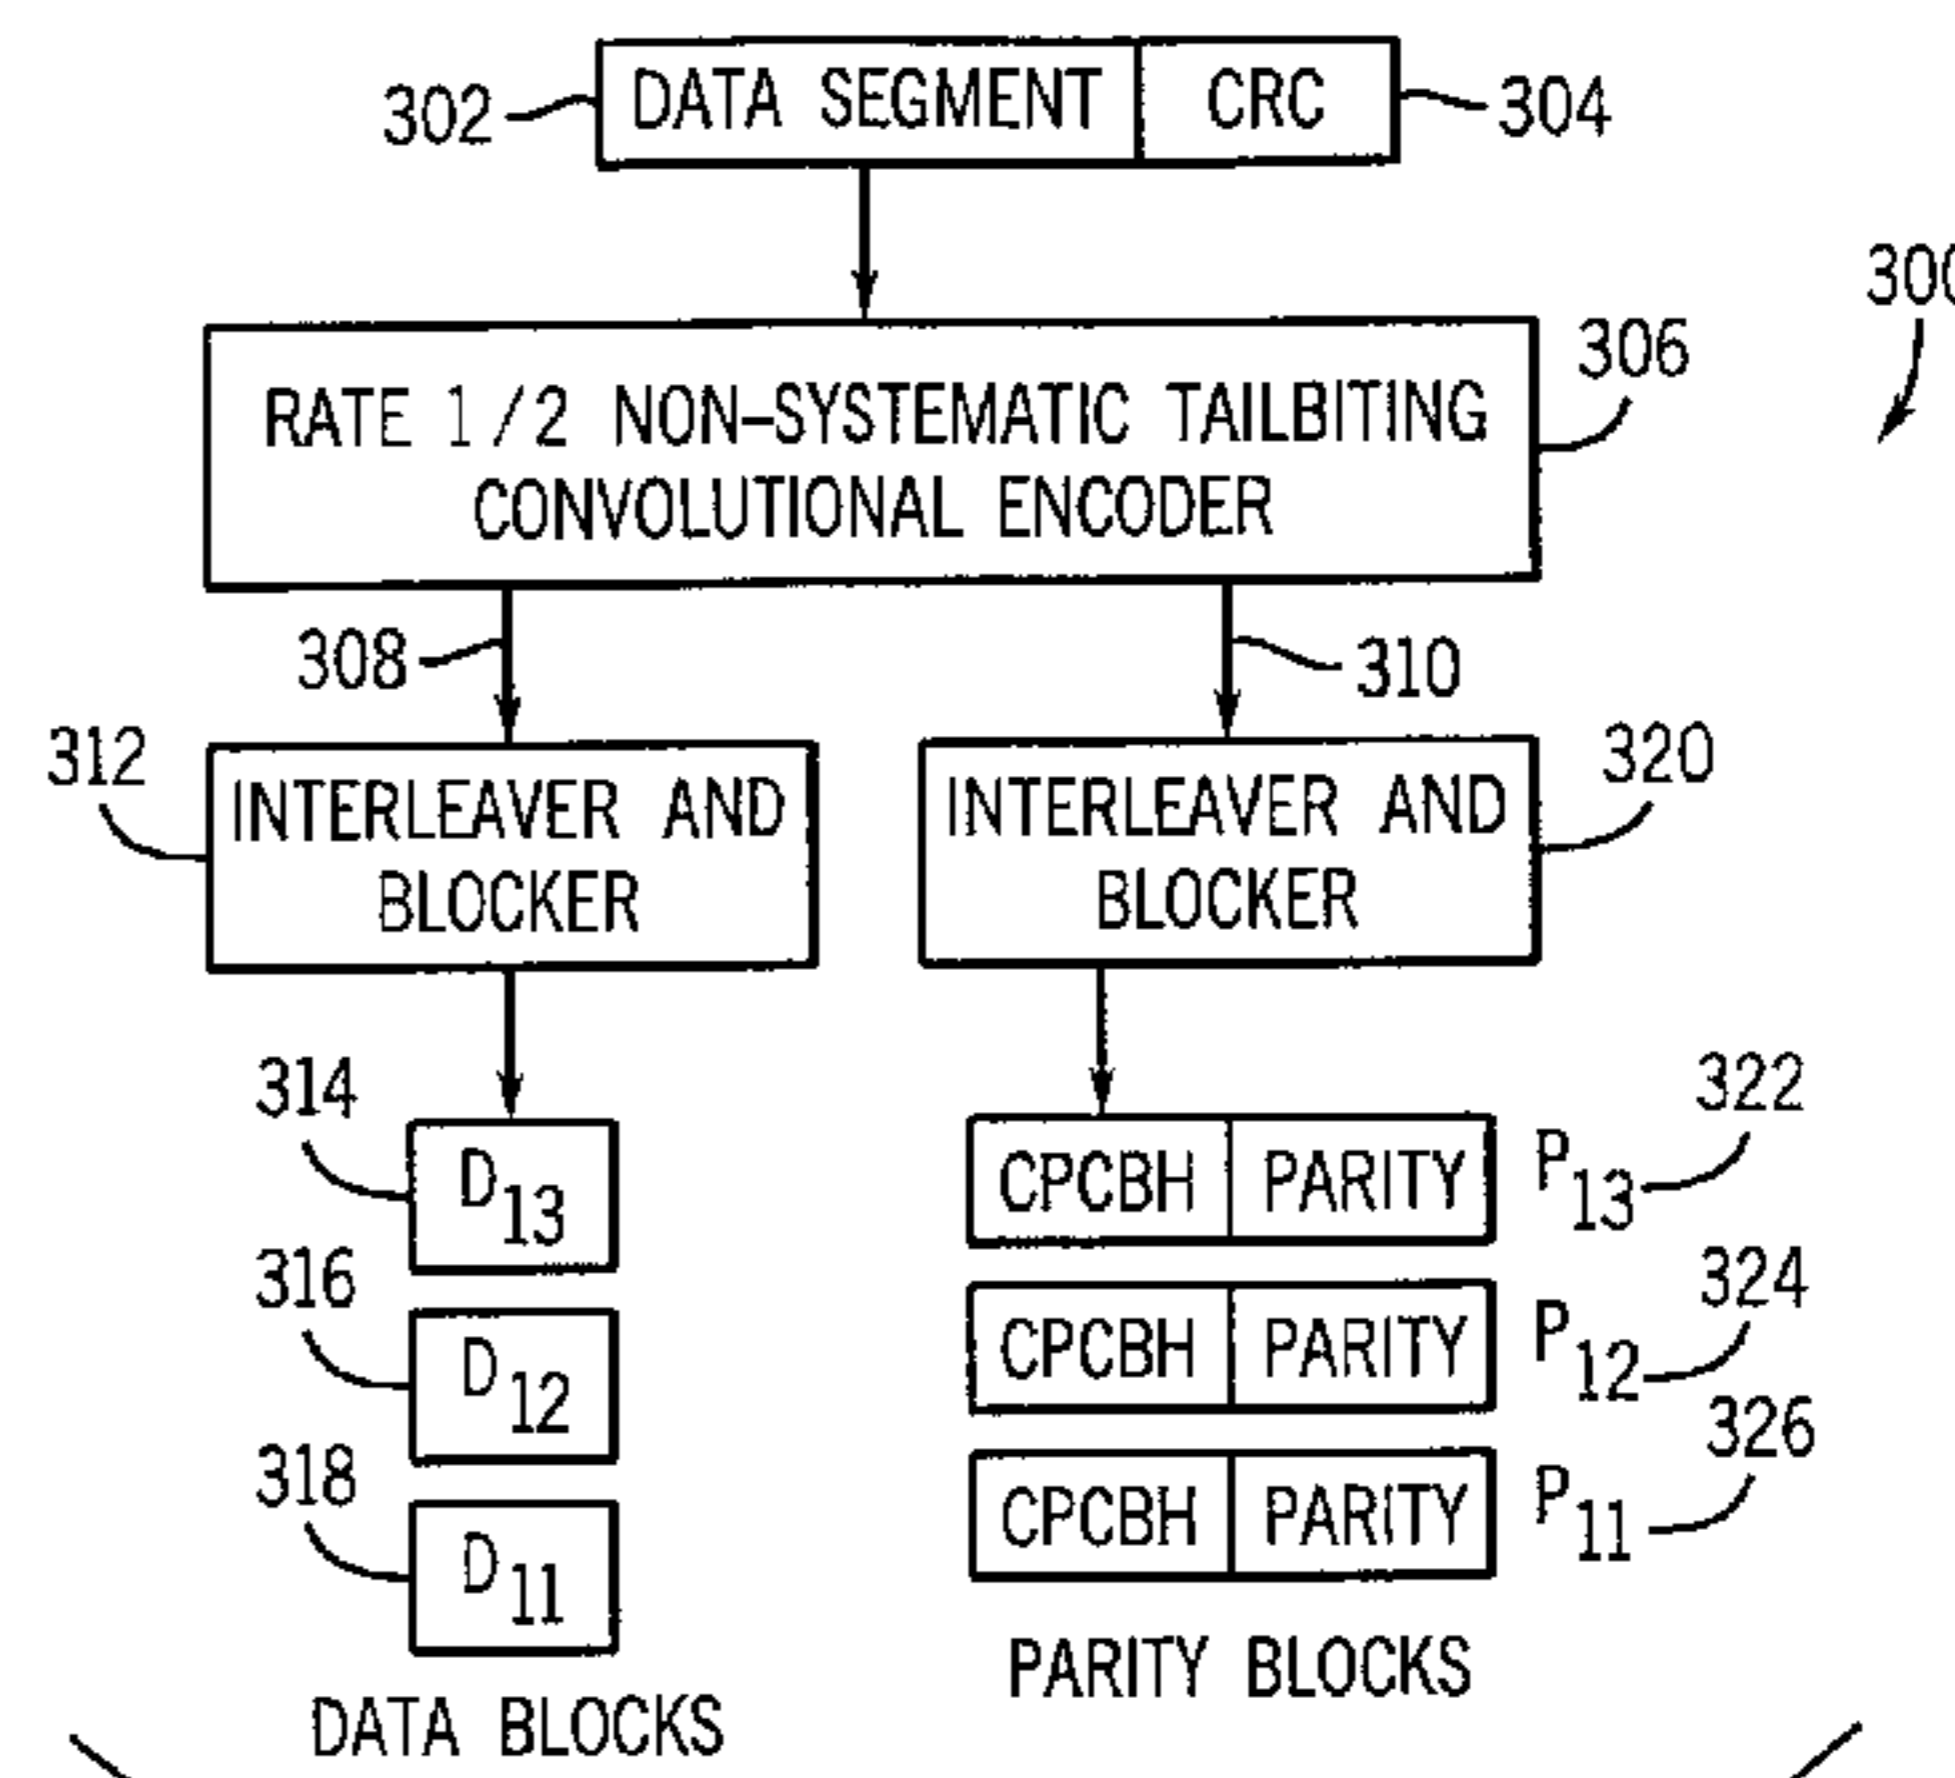 302 DATA SEGMENT CRC 304
300
RATE 1/2 NON-SYSTEMATIC TAILBITING
CONVOLUTIONAL ENCODER
306
308
310
312
INTERLEAVER AND
BLOCKER
INTERLEAVER AND
BLOCKER
320
314
D13
316
D12
318
D11
DATA BLOCKS
CPCBH PARITY P13
322
CPCBH PARITY P12
324
CPCBH PARITY P11
326
PARITY BLOCKS